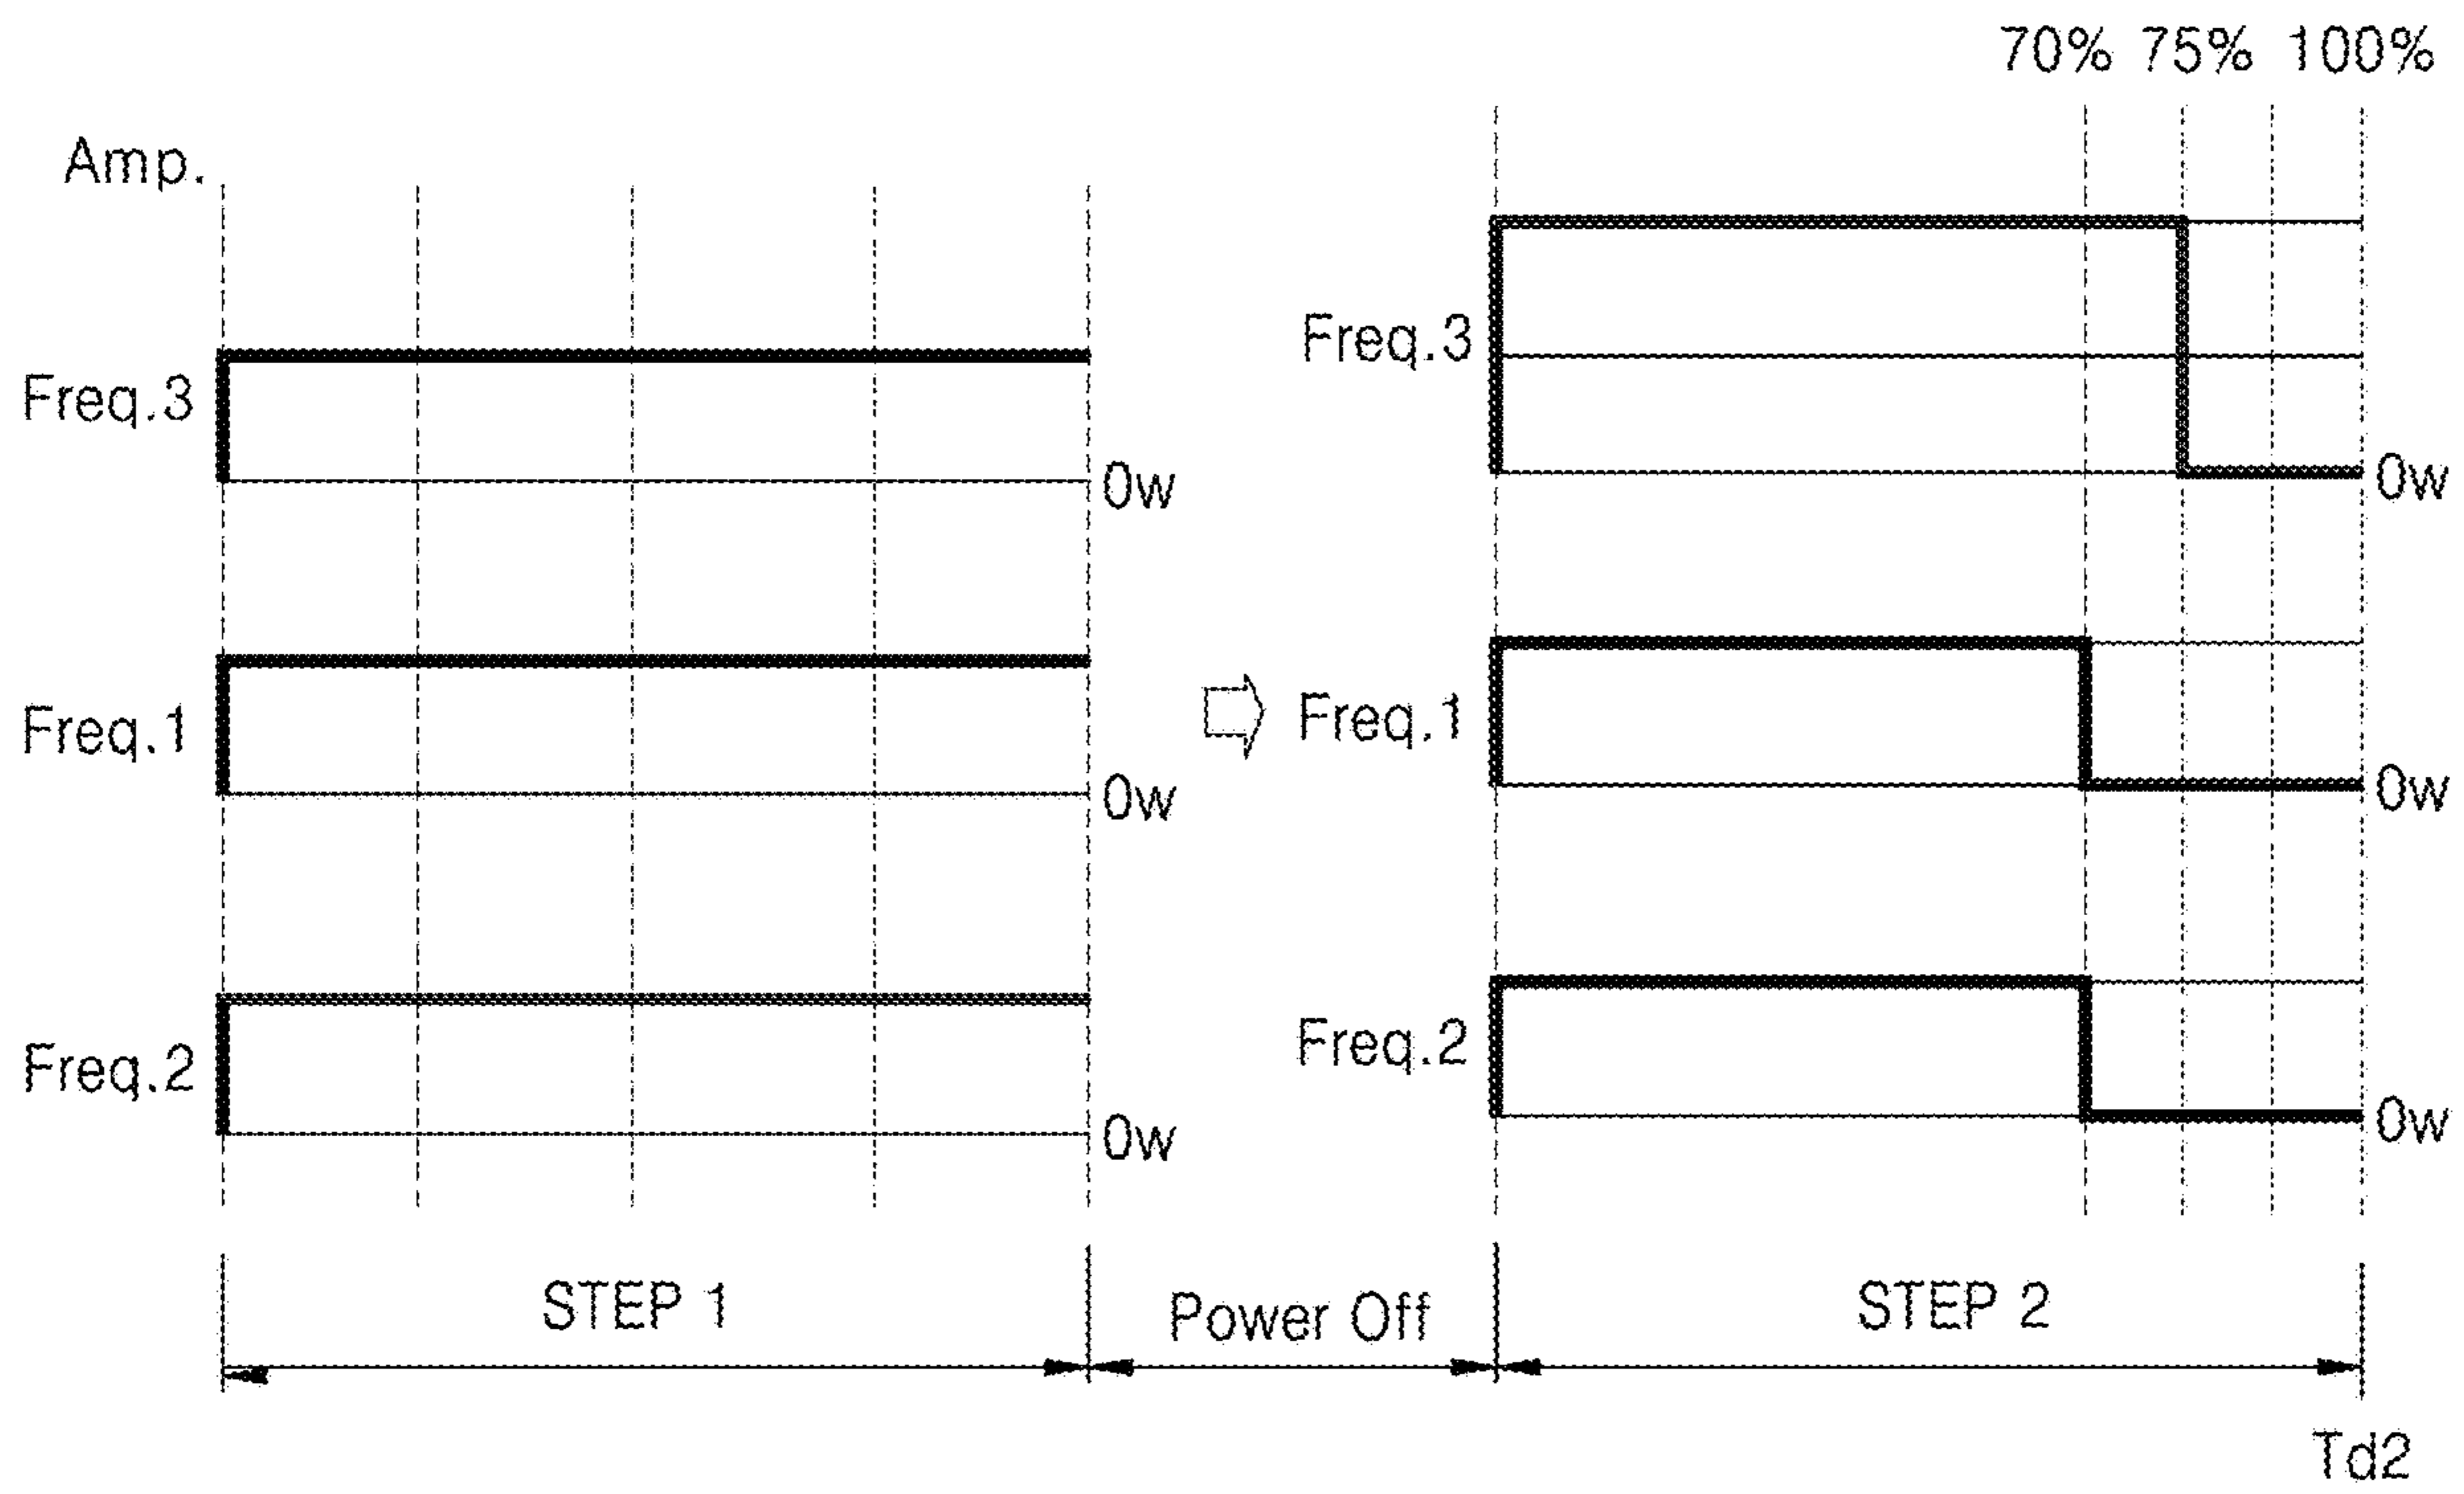 70% 75% 100%
Amp.
Freq.3
0w
Freq.3
0w
Freq.1
0w
Freq.1
0w
Freq.2
0w
Freq.2
0w
STEP 1
Power Off
STEP 2
Td2